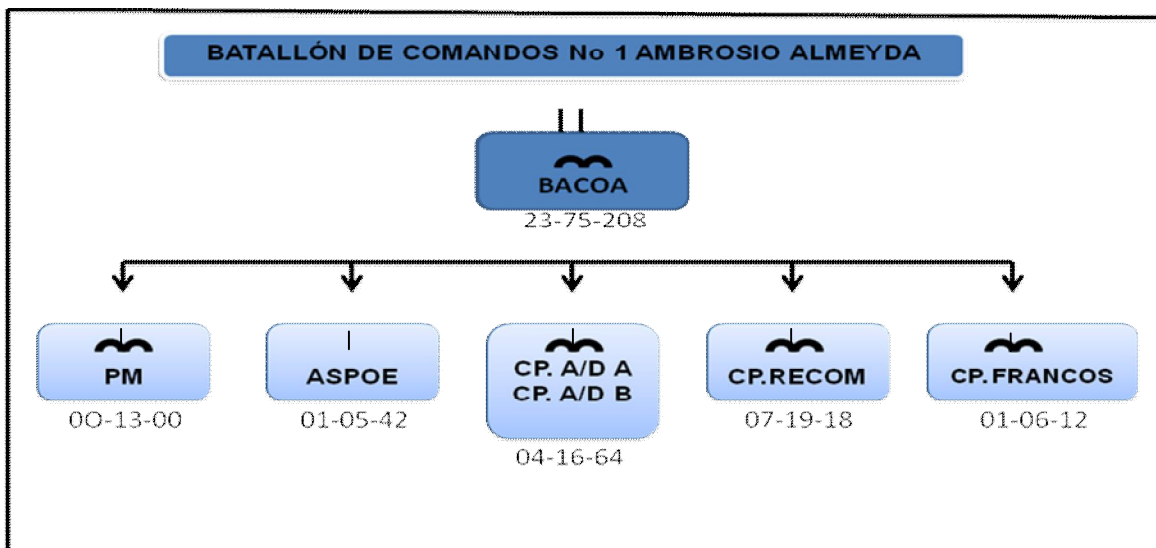 BATALLÓN DE COMANDOS No 1 AMBROSIO ALMEYDA
BACOA
23-75-208
PM
0O-13-00
ASPOE
01-05-42
CP. A/D A
CP. A/D B
04-16-64
CP.RECOM
07-19-18
CP.FRANCOS
01-06-12